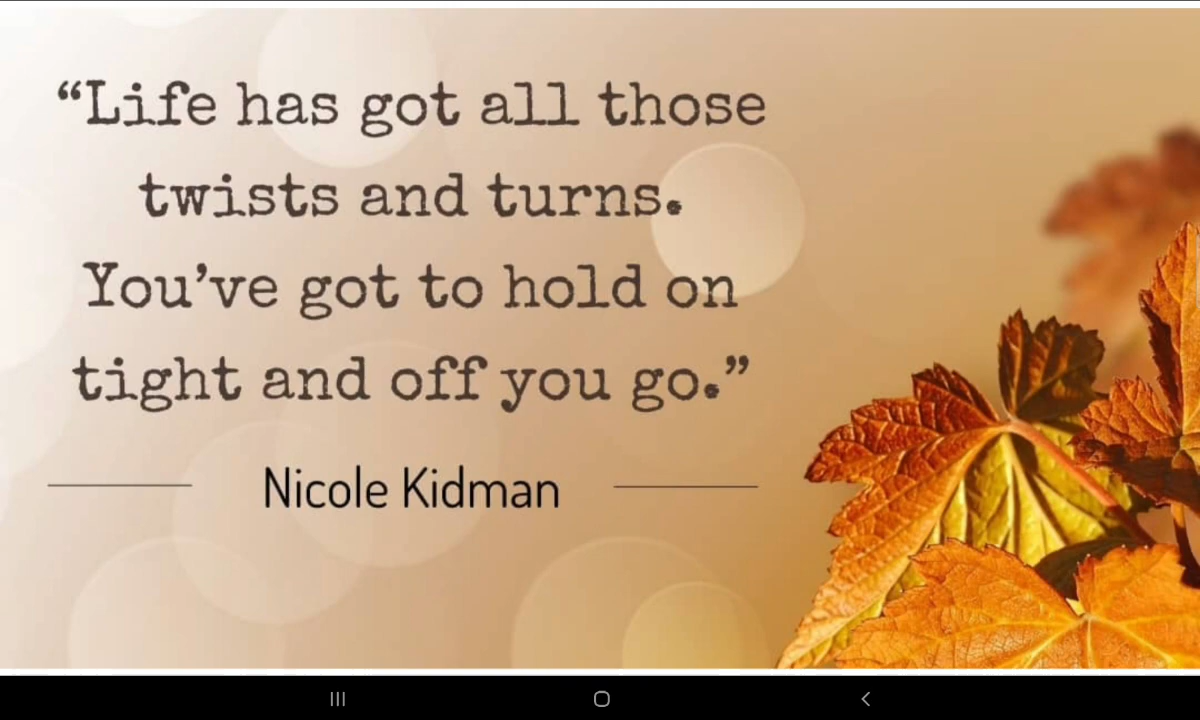 “Life has got all those
twists and turns.
You’ve got to hold on
tight and off you go.”
Nicole Kidman